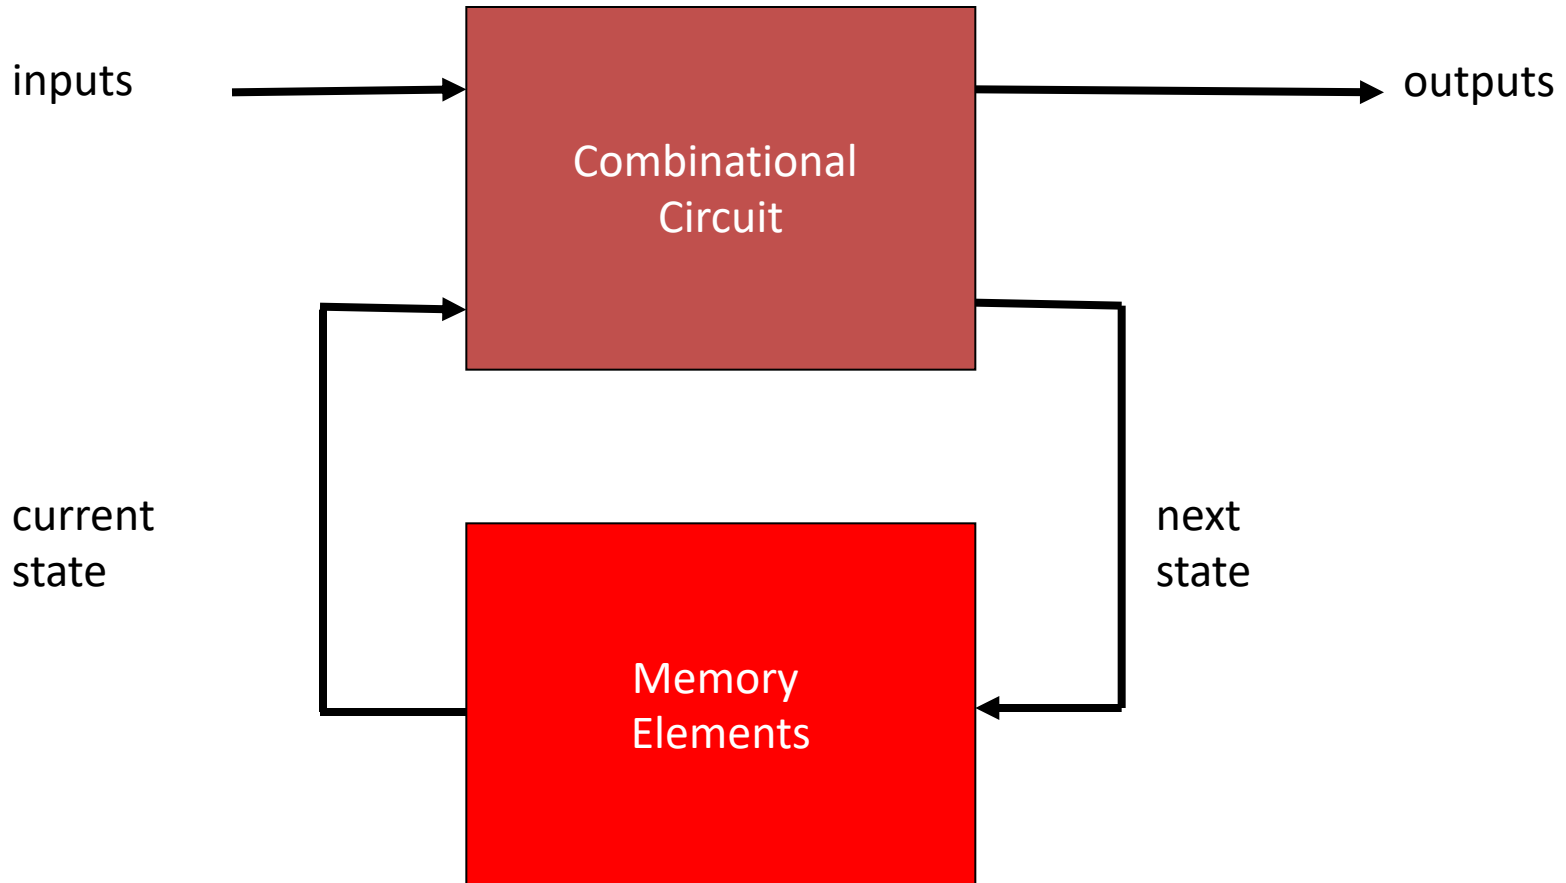 inputs
outputs
Combinational
Circuit
current
state
next
state
Memory
Elements